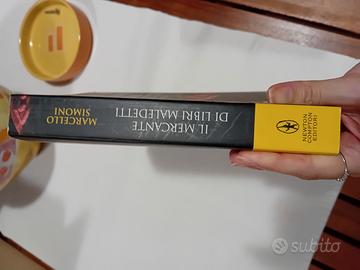 MARCELLO
SIMONI
IL MERCANTE
DI LIBRI MALEDETTI
NEWTON
COMPTON
EDITORI
subito